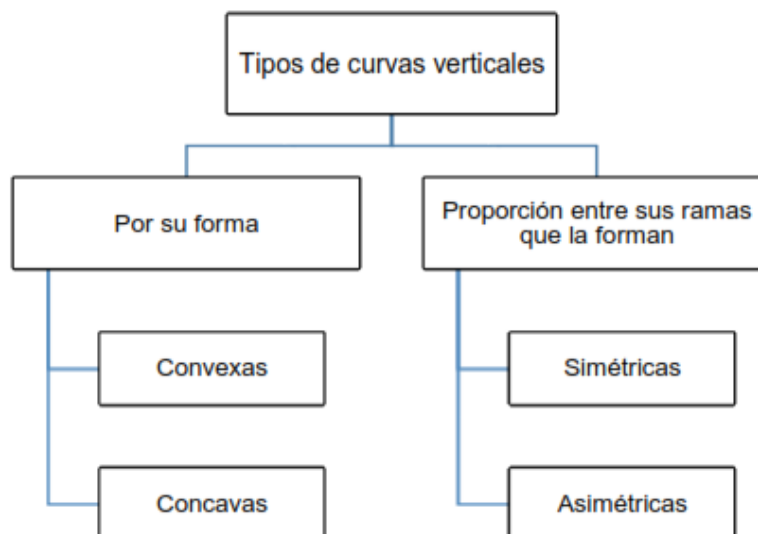 Tipos de curvas verticales
Por su forma
Proporción entre sus ramas
que la forman
Convexas
Simétricas
Concavas
Asimétricas